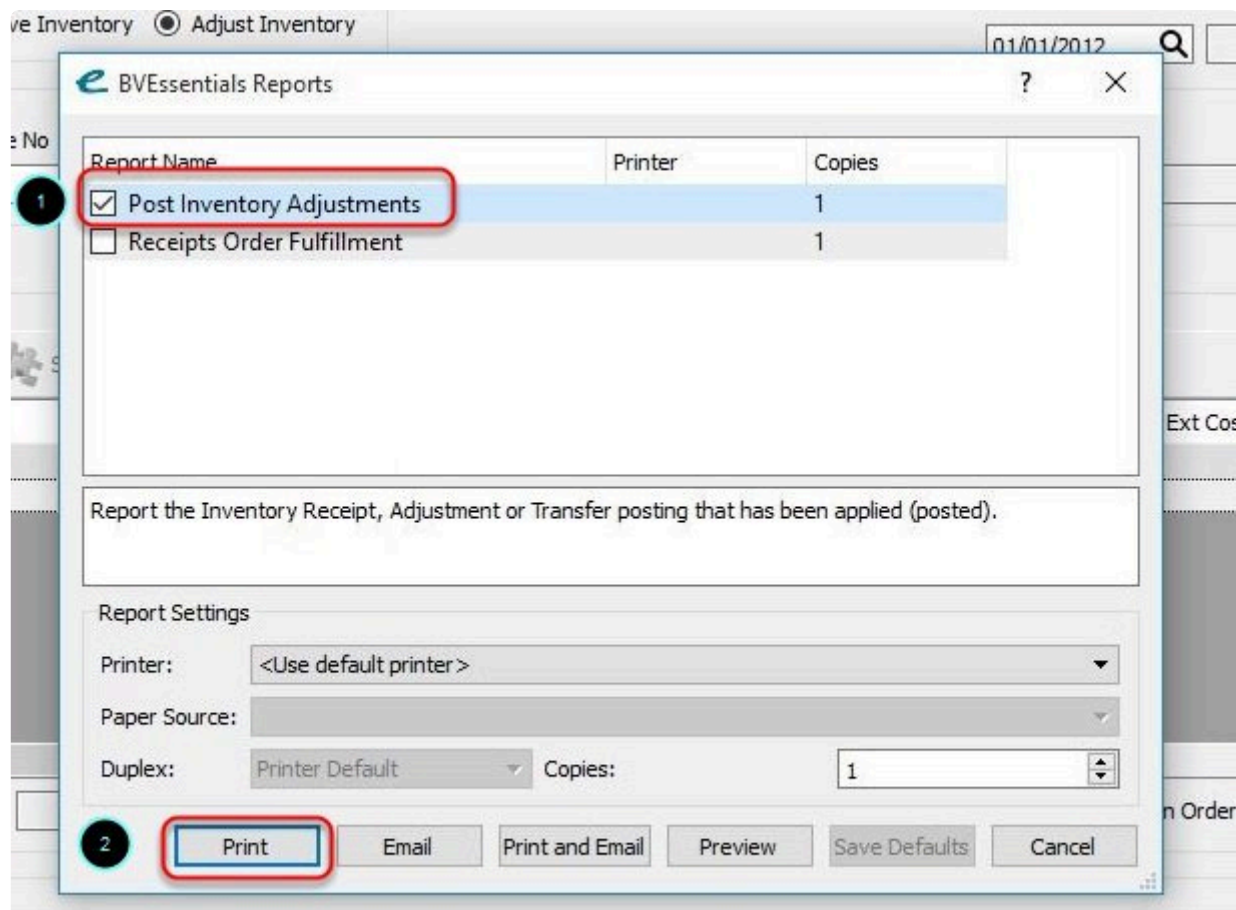 ve Inventory Adjust Inventory
01/01/2012
BVEssentials Reports ? X
e No
Report Name Printer Copies
1 Post Inventory Adjustments 1
Receipts Order Fulfillment 1
S
Ext Cos
Report the Inventory Receipt, Adjustment or Transfer posting that has been applied (posted).
Report Settings
Printer: <Use default printer>
Paper Source:
Duplex: Printer Default Copies: 1
n Order
2 Print Email Print and Email Preview Save Defaults Cancel